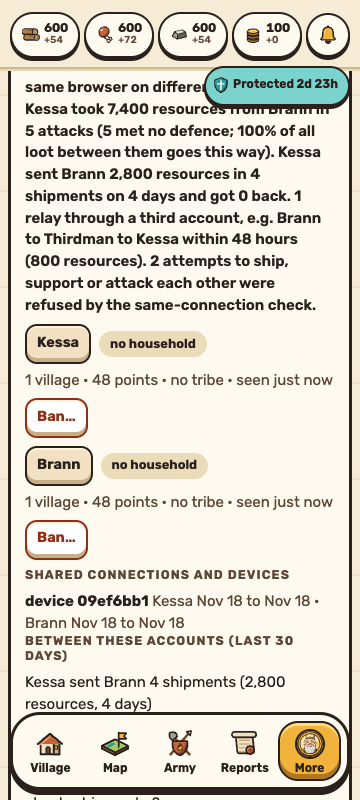 600
+54
600
+72
600
+54
100
+0
Protected 2d 23h
same browser on differen
Kessa took 7,400 resources from Brann in
5 attacks (5 met no defence; 100% of all
loot between them goes this way). Kessa
sent Brann 2,800 resources in 4
shipments on 4 days and got 0 back. 1
relay through a third account, e.g. Brann
to Thirdman to Kessa within 48 hours
(800 resources). 2 attempts to ship,
support or attack each other were
refused by the same-connection check.
Kessa no household
1 village • 48 points • no tribe • seen just now
Ban...
Brann no household
1 village • 48 points • no tribe • seen just now
Ban...
SHARED CONNECTIONS AND DEVICES
device 09ef6bb1 Kessa Nov 18 to Nov 18 •
Brann Nov 18 to Nov 18
BETWEEN THESE ACCOUNTS (LAST 30
DAYS)
Kessa sent Brann 4 shipments (2,800
resources, 4 days)
Village Map Army Reports More